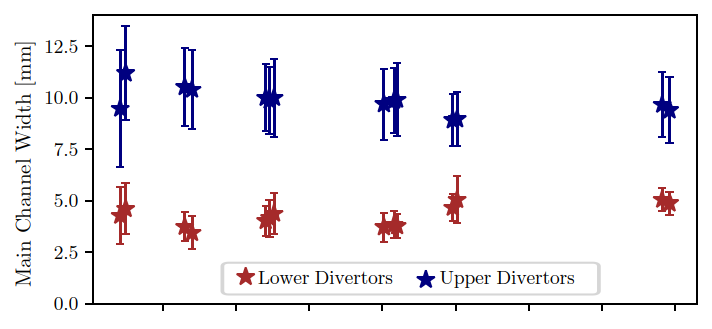 Main Channel Width [mm]
12.5
10.0
7.5
5.0
2.5
0.0
Lower Divertors
Upper Divertors